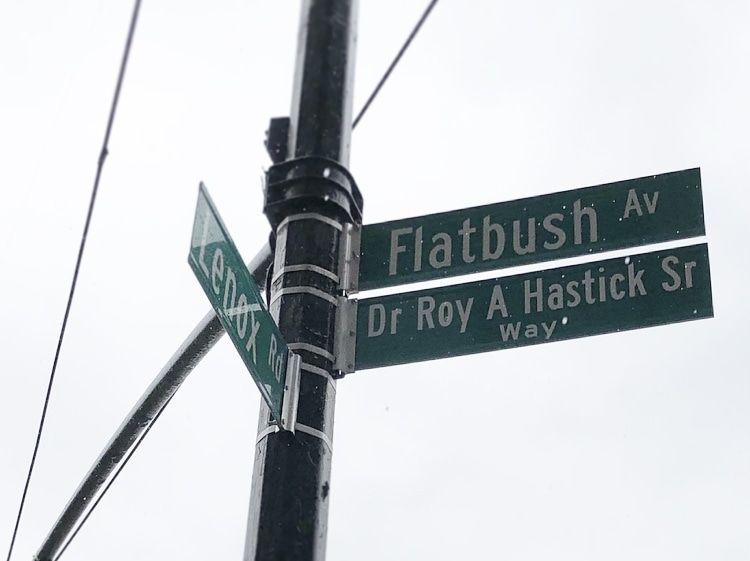 Flatbush Av
Dr Roy A Hastick Sr
Way
Lenox Rd